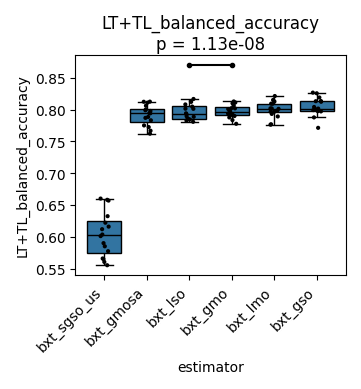 LT+TL_balanced_accuracy
p = 1.13e-08
LT+TL_balanced_accuracy
0.85
0.80
0.75
0.70
0.65
0.60
0.55
bxt_sgso_us
bxt_gmosa
bxt_lso
bxt_gmo
bxt_lmo
bxt_gso
estimator